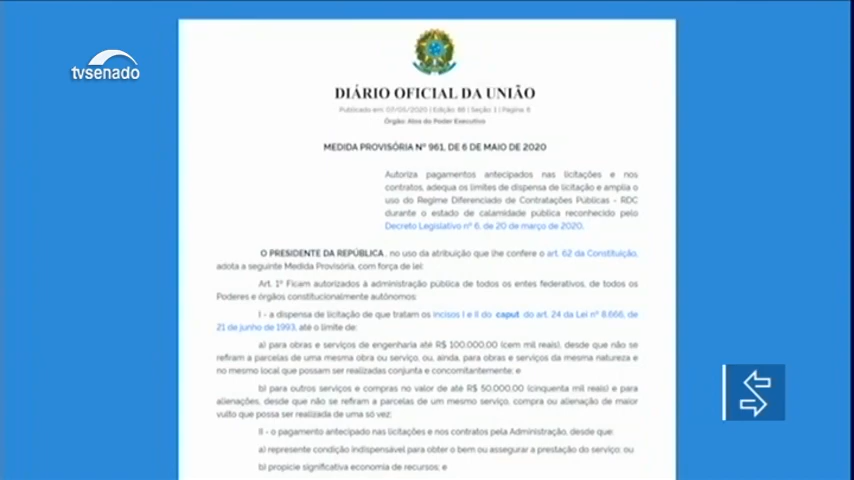 tvsenado
DIÁRIO OFICIAL DA UNIÃO
Publicado em: 07/05/2020 | Edição: 86 | Seção: 1 | Página: 6
Órgão: Atos do Poder Executivo
MEDIDA PROVISÓRIA Nº 961, DE 6 DE MAIO DE 2020
Autoriza pagamentos antecipados nas licitações e nos
contratos, adequa os limites de dispensa de licitação e amplia o
uso do Regime Diferenciado de Contratações Públicas - RDC
durante o estado de calamidade pública reconhecido pelo
Decreto Legislativo nº 6, de 20 de março de 2020.
O PRESIDENTE DA REPÚBLICA , no uso da atribuição que lhe confere o art. 62 da Constituição,
adota a seguinte Medida Provisória, com força de lei:
Art. 1º Ficam autorizados à administração pública de todos os entes federativos, de todos os
Poderes e órgãos constitucionalmente autônomos:
I - a dispensa de licitação de que tratam os incisos I e II do caput do art. 24 da Lei nº 8.666, de
21 de junho de 1993, até o limite de:
a) para obras e serviços de engenharia até R$ 100.000,00 (cem mil reais), desde que não se
refiram a parcelas de uma mesma obra ou serviço, ou, ainda, para obras e serviços da mesma natureza e
no mesmo local que possam ser realizadas conjunta e concomitantemente; e
b) para outros serviços e compras no valor de até R$ 50.000,00 (cinquenta mil reais) e para
alienações, desde que não se refiram a parcelas de um mesmo serviço, compra ou alienação de maior
vulto que possa ser realizada de uma só vez;
II - o pagamento antecipado nas licitações e nos contratos pela Administração, desde que:
a) represente condição indispensável para obter o bem ou assegurar a prestação do serviço; ou
b) propicie significativa economia de recursos; e